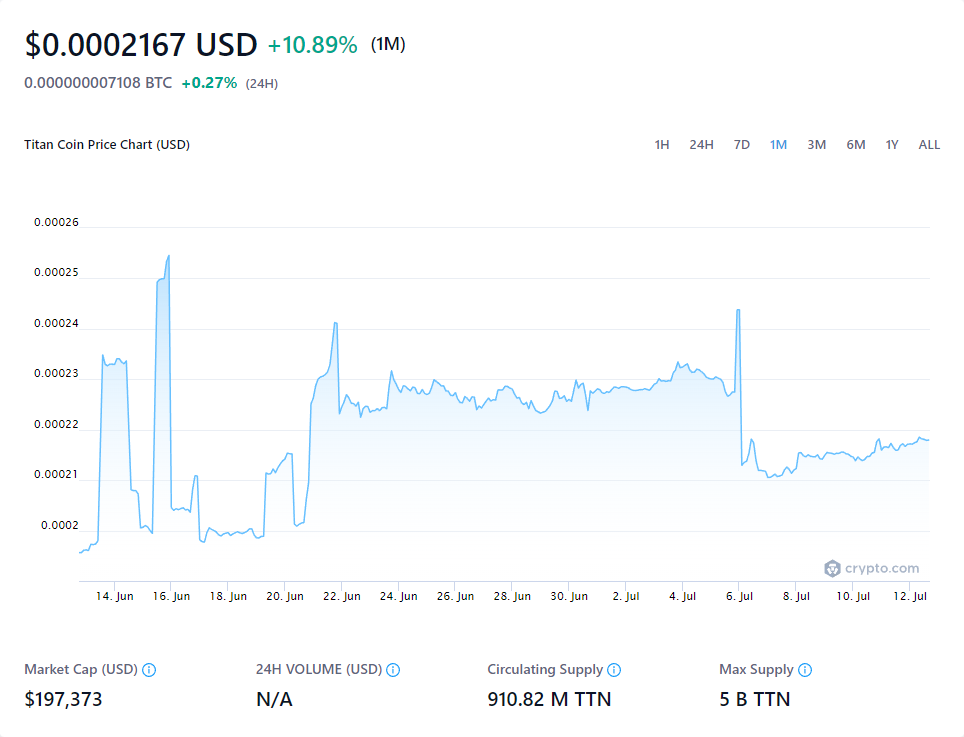 $0.0002167 USD +10.89% (1M)
0.000000007108 BTC +0.27% (24H)
Titan Coin Price Chart (USD)
1H 24H 7D 1M 3M 6M 1Y ALL
0.00026
0.00025
0.00024
0.00023
0.00022
0.00021
0.0002
crypto.com
14. Jun 16. Jun 18. Jun 20. Jun 22. Jun 24. Jun 26. Jun 28. Jun 30. Jun 2. Jul 4. Jul 6. Jul 8. Jul 10. Jul 12. Jul
Market Cap (USD) 24H VOLUME (USD) Circulating Supply Max Supply
$197,373 N/A 910.82 M TTN 5 B TTN